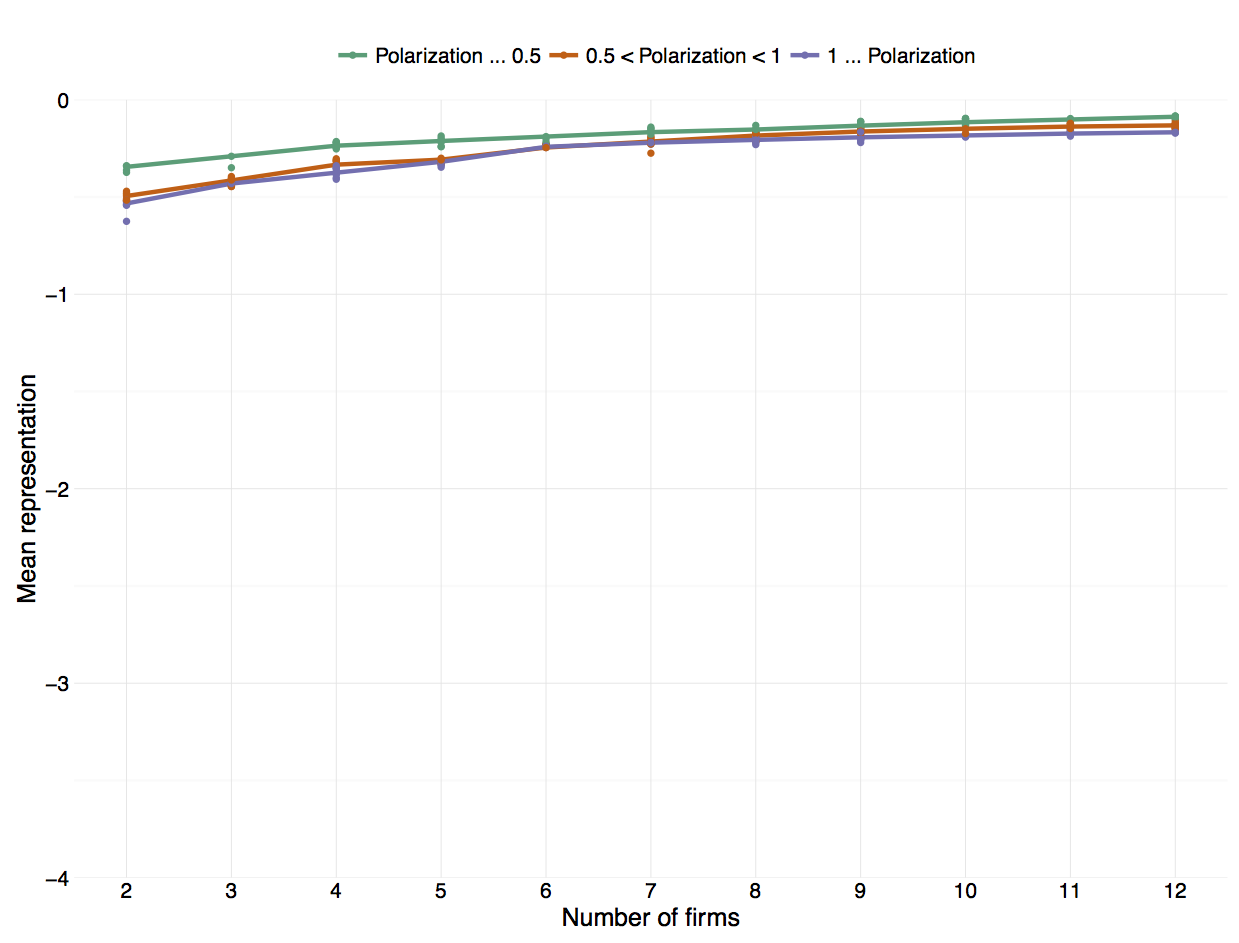 Polarization ... 0.5 0.5 < Polarization < 1 1 ... Polarization
0
−1
−2
−3
−4
Mean representation
2 3 4 5 6 7 8 9 10 11 12
Number of firms